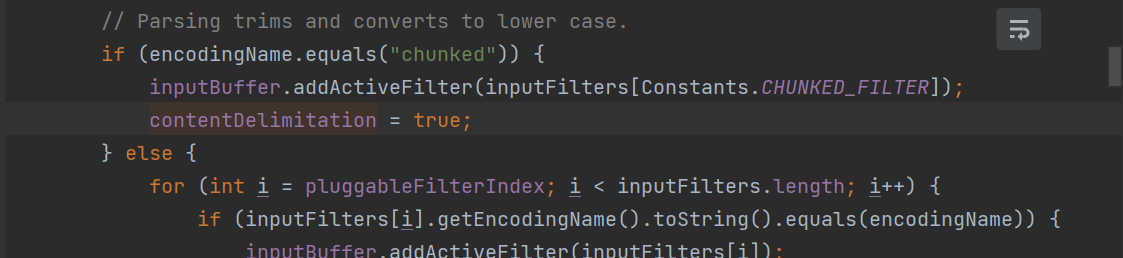 // Parsing trims and converts to lower case.
if (encodingName.equals("chunked")) {
inputBuffer.addActiveFilter(inputFilters[Constants.CHUNKED_FILTER]);
contentDelimitation = true;
} else {
for (int i = pluggableFilterIndex; i < inputFilters.length; i++) {
if (inputFilters[i].getEncodingName().toString().equals(encodingName)) {
inputBuffer.addActiveFilter(inputFilters[i]);